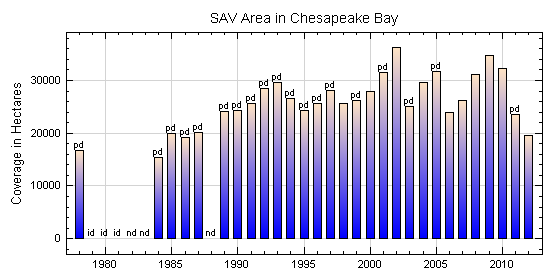 SAV Area in Chesapeake Bay
Coverage in Hectares
30000
20000
10000
0
pd id id id nd nd pd pd pd pd nd pd pd pd pd pd pd pd pd pd pd pd pd pd pd pd
1980 1985 1990 1995 2000 2005 2010